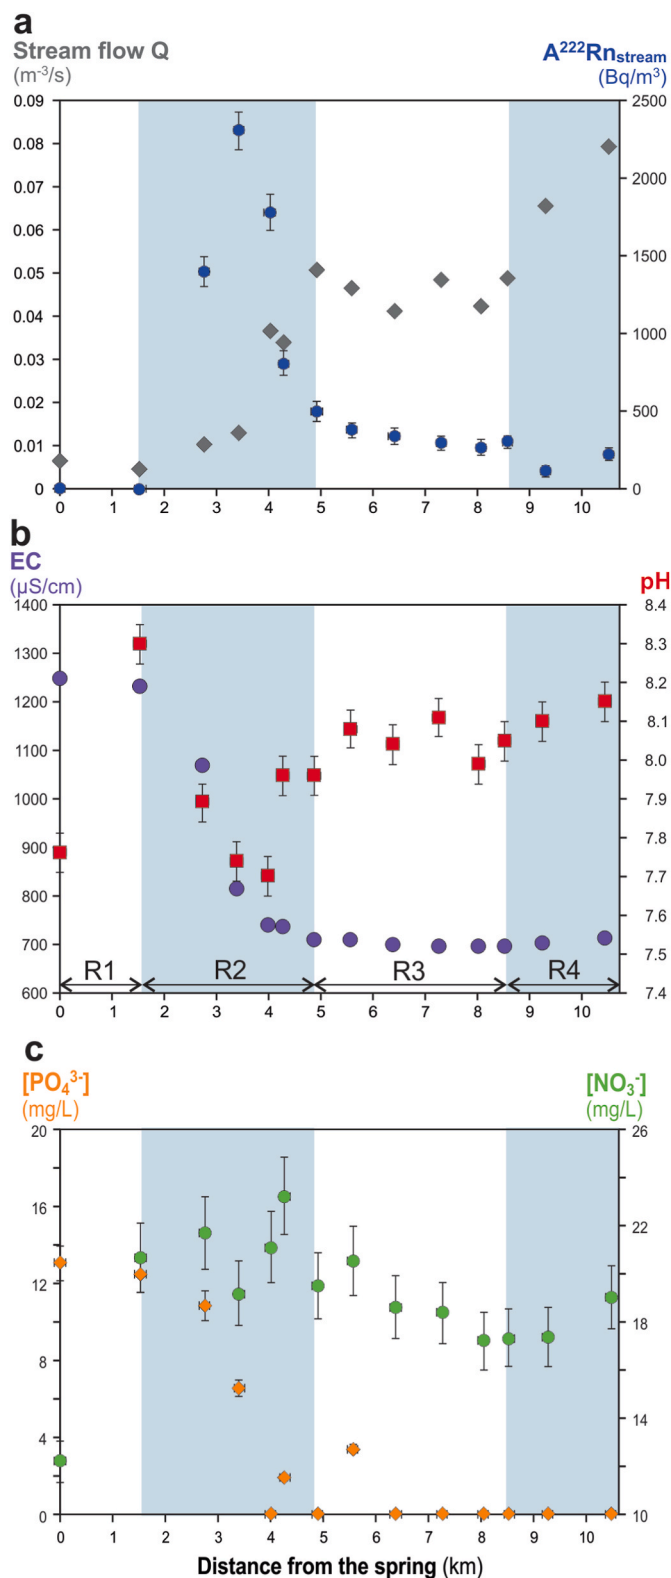 a
Stream flow Q A²²²Rnstream
(m⁻³/s) (Bq/m³)
0.09 2500
0.08
0.07 2000
0.06
0.05 1500
0.04
1000
0.03
0.02
500
0.01
0 0
0 1 2 3 4 5 6 7 8 9 10
b
EC
(µS/cm) pH
1400 8.4
1300 8.3
1200 8.2
8.1
1100 8.0
1000 7.9
900 7.8
800 7.7
7.6
700 7.5
R1 R2 R3 R4
600 7.4
0 1 2 3 4 5 6 7 8 9 10
c
[PO₄³⁻] [NO₃⁻]
(mg/L) (mg/L)
20 26
16 22
12
18
8
14
4
0 10
0 1 2 3 4 5 6 7 8 9 10
Distance from the spring (km)